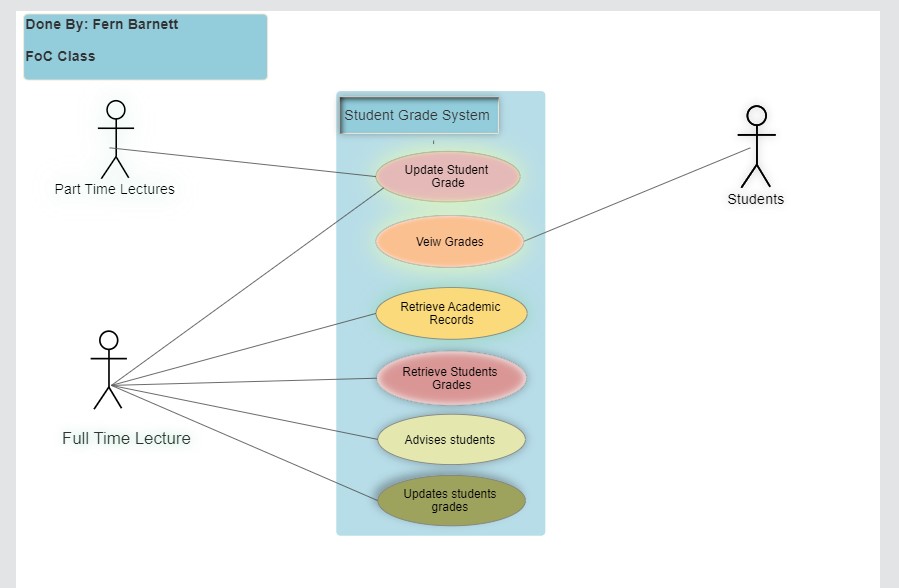 Done By: Fern Barnett
FoC Class
Student Grade System
Part Time Lectures
Students
Update Student
Grade
Veiw Grades
Retrieve Academic
Records
Retrieve Students
Grades
Full Time Lecture
Advises students
Updates students
grades